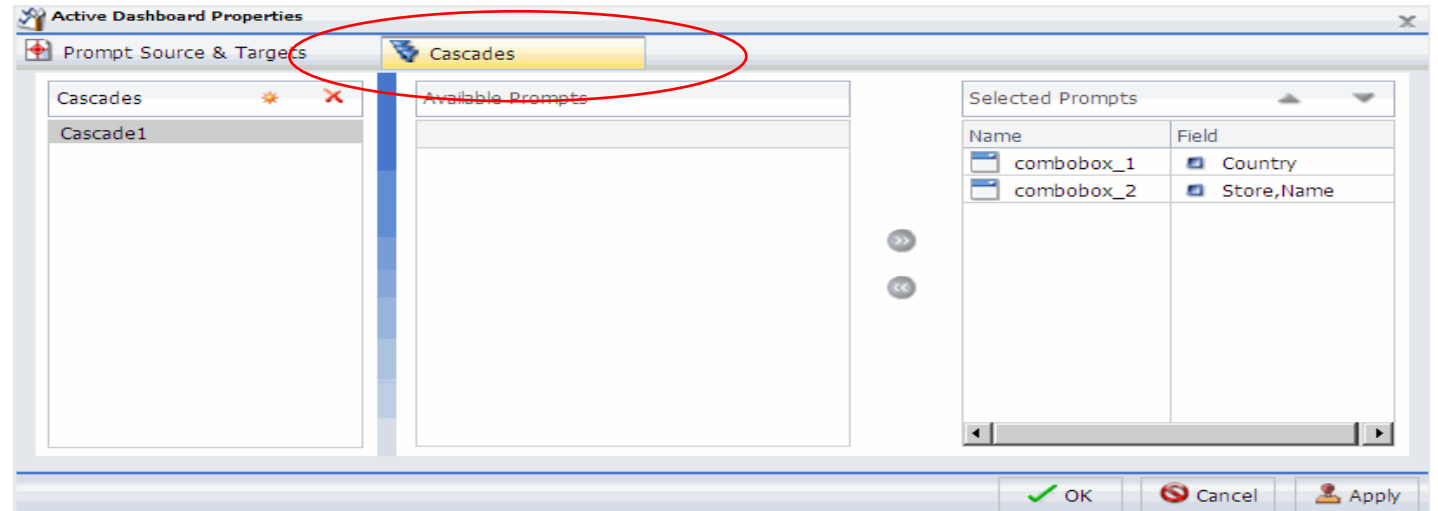 Active Dashboard Properties
Prompt Source & Targets
Cascades
Cascades
Available Prompts
Selected Prompts
Cascade1
Name Field
combobox_1 Country
combobox_2 Store,Name
OK Cancel Apply